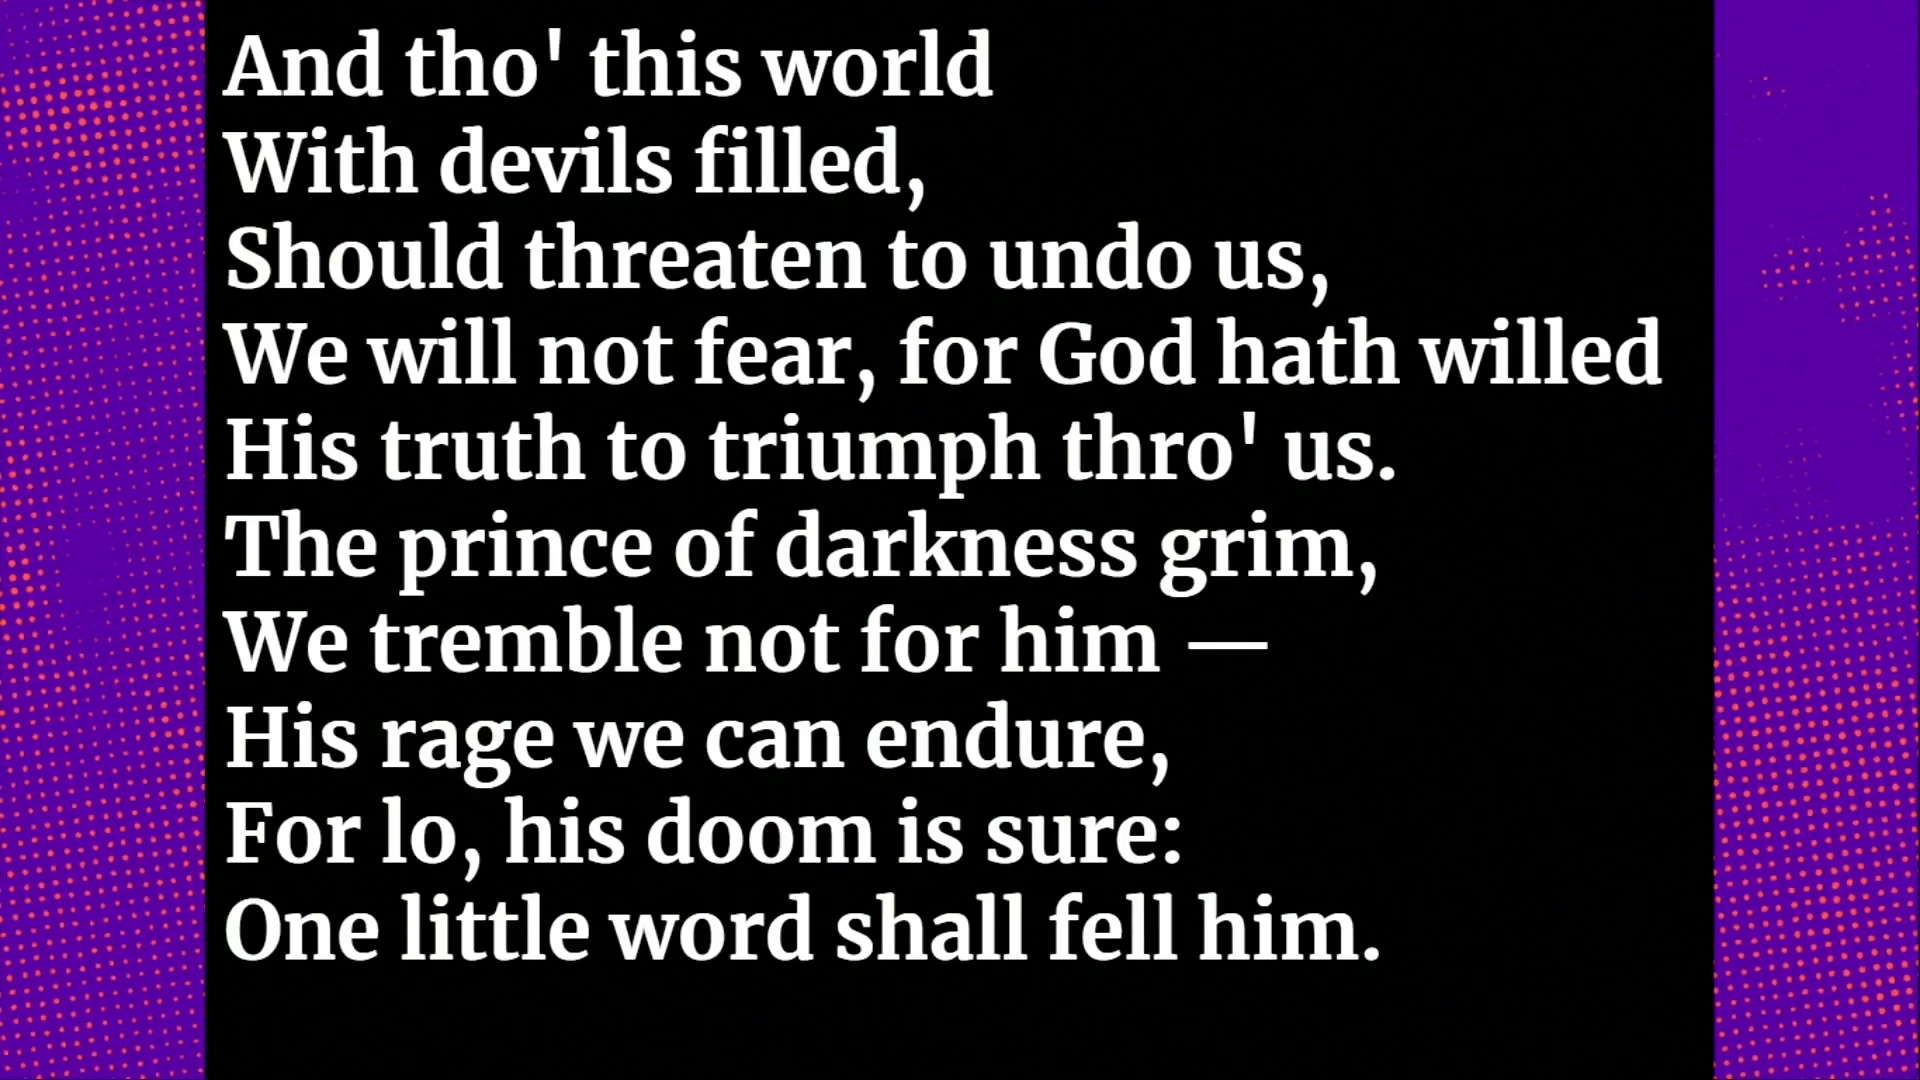 And tho' this world
With devils filled,
Should threaten to undo us,
We will not fear, for God hath willed
His truth to triumph thro' us.
The prince of darkness grim,
We tremble not for him —
His rage we can endure,
For lo, his doom is sure:
One little word shall fell him.